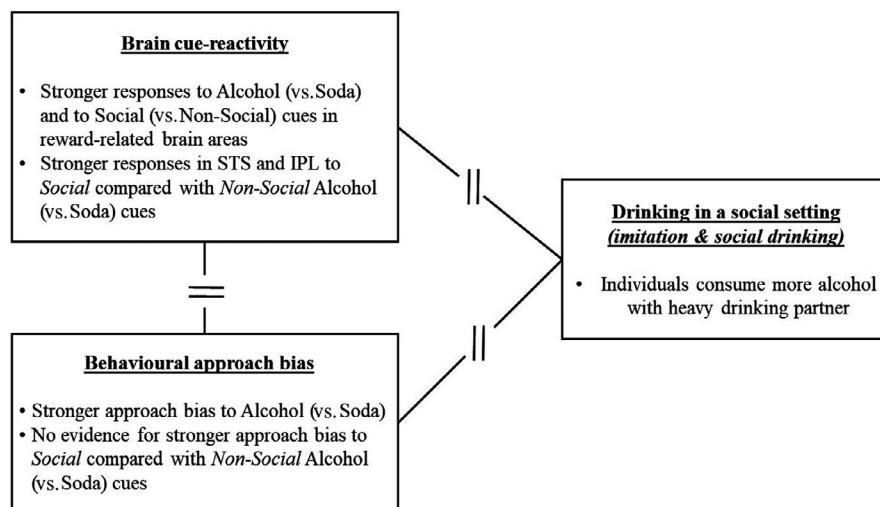 Brain cue-reactivity
• Stronger responses to Alcohol (vs. Soda)
and to Social (vs. Non-Social) cues in
reward-related brain areas
• Stronger responses in STS and IPL to
Social compared with Non-Social Alcohol
(vs. Soda) cues
Drinking in a social setting
(imitation & social drinking)
• Individuals consume more alcohol
with heavy drinking partner
Behavioural approach bias
• Stronger approach bias to Alcohol (vs. Soda)
• No evidence for stronger approach bias to
Social compared with Non-Social Alcohol
(vs. Soda) cues